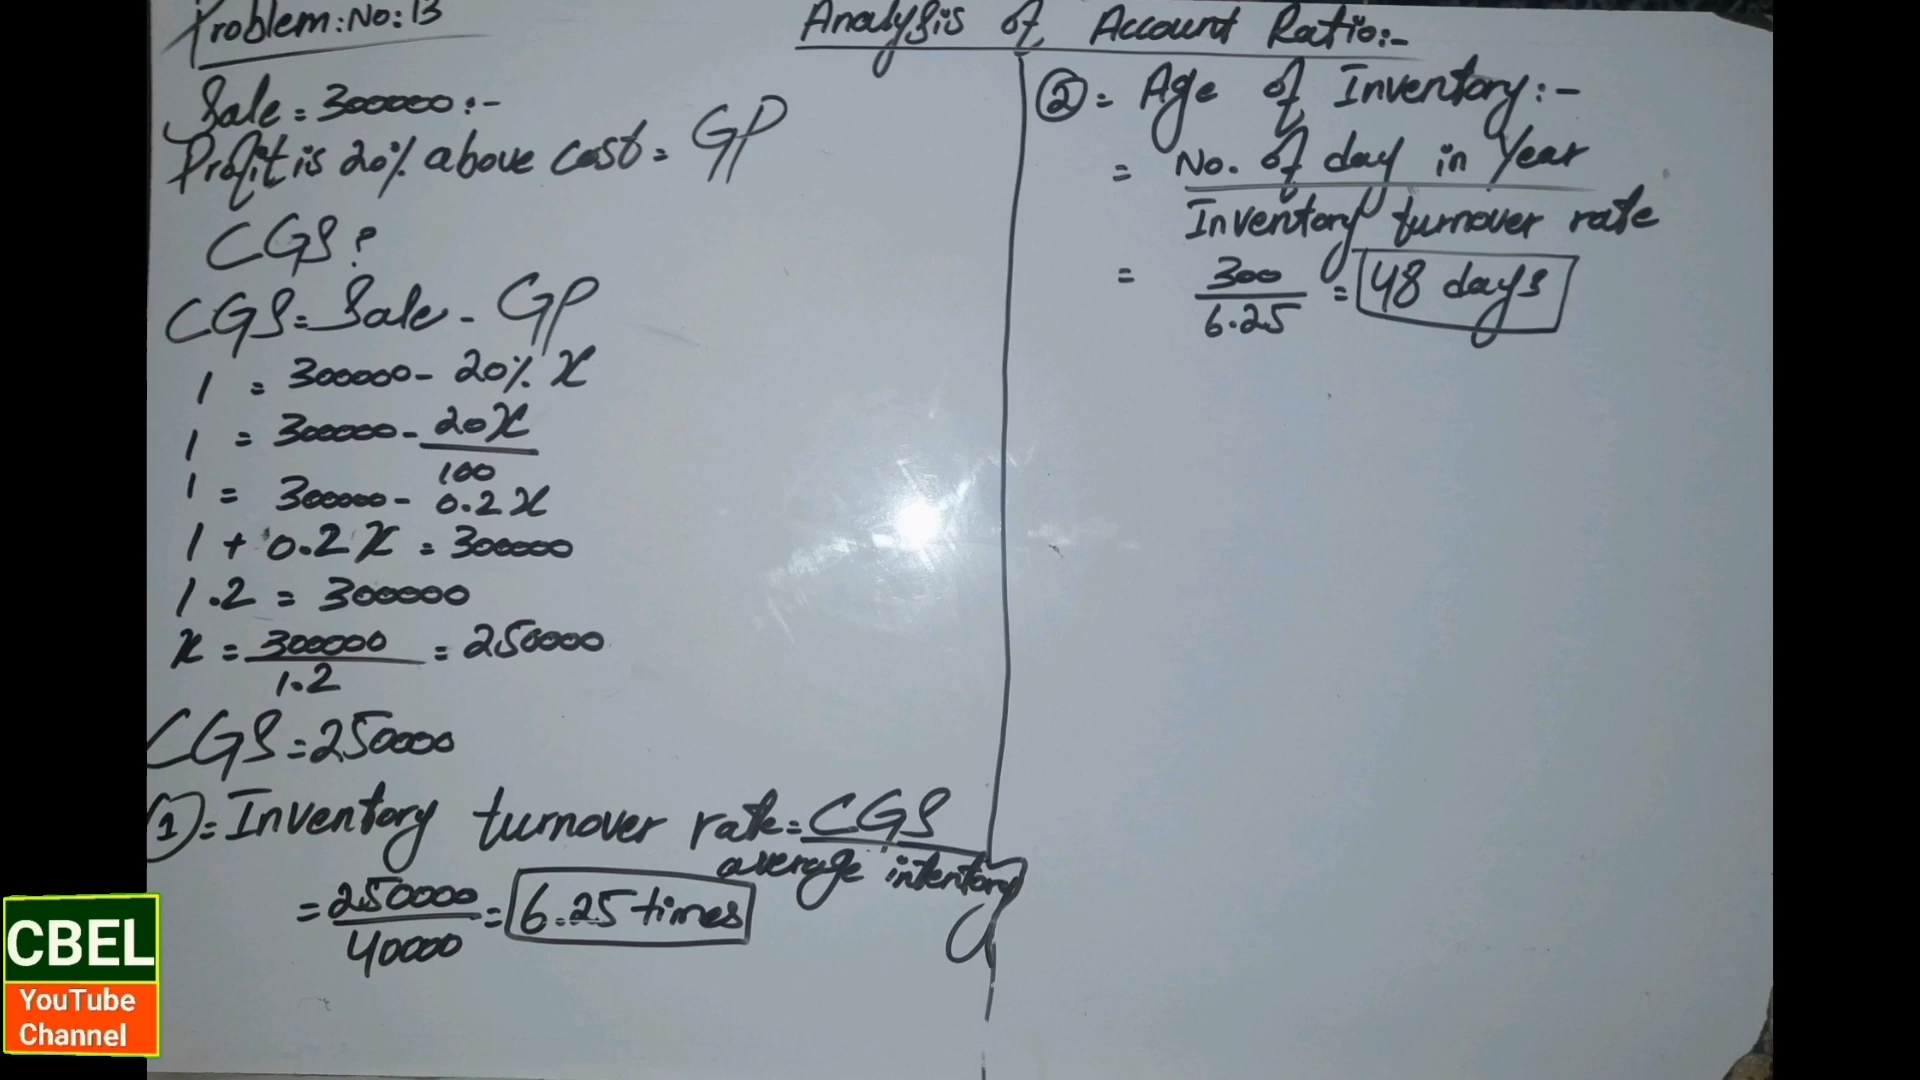 Problem:No:13
Analysis of Account Ratio:-
Sale = 300000:-
Profit is 20% above cost = GP
CGS?
CGS = Sale - GP
1 = 300000 - 20% x
1 = 300000 - 20x
100
1 = 300000 - 0.2x
1 + 0.2x = 300000
1.2 = 300000
x = 300000 = 250000
1.2
CGS = 250000
① = Inventory turnover rate = CGS
average intentory
= 250000 = 6.25 times
40000
② = Age of Inventory:-
= No. of day in Year
Inventory turnover rate
= 300 = 48 days
6.25
CBEL
YouTube
Channel